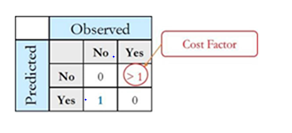 Observed
Cost Factor
Predicted
No Yes
No 0 > 1
Yes 1 0